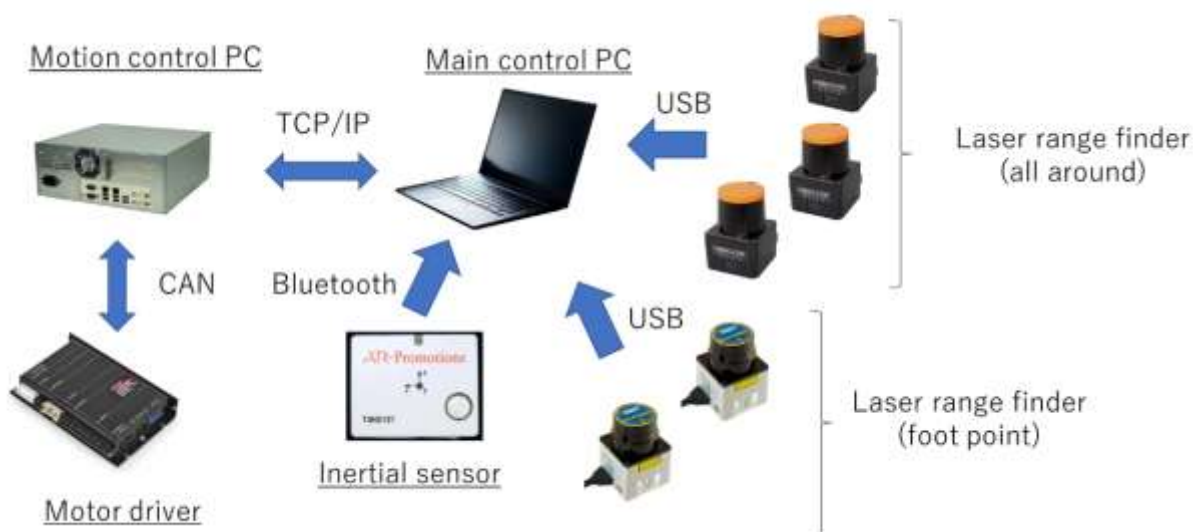 Motion control PC
Main control PC
USB
TCP/IP
Laser range finder
(all around)
CAN
Bluetooth
USB
ATR-Promotions
Laser range finder
(foot point)
Inertial sensor
Motor driver